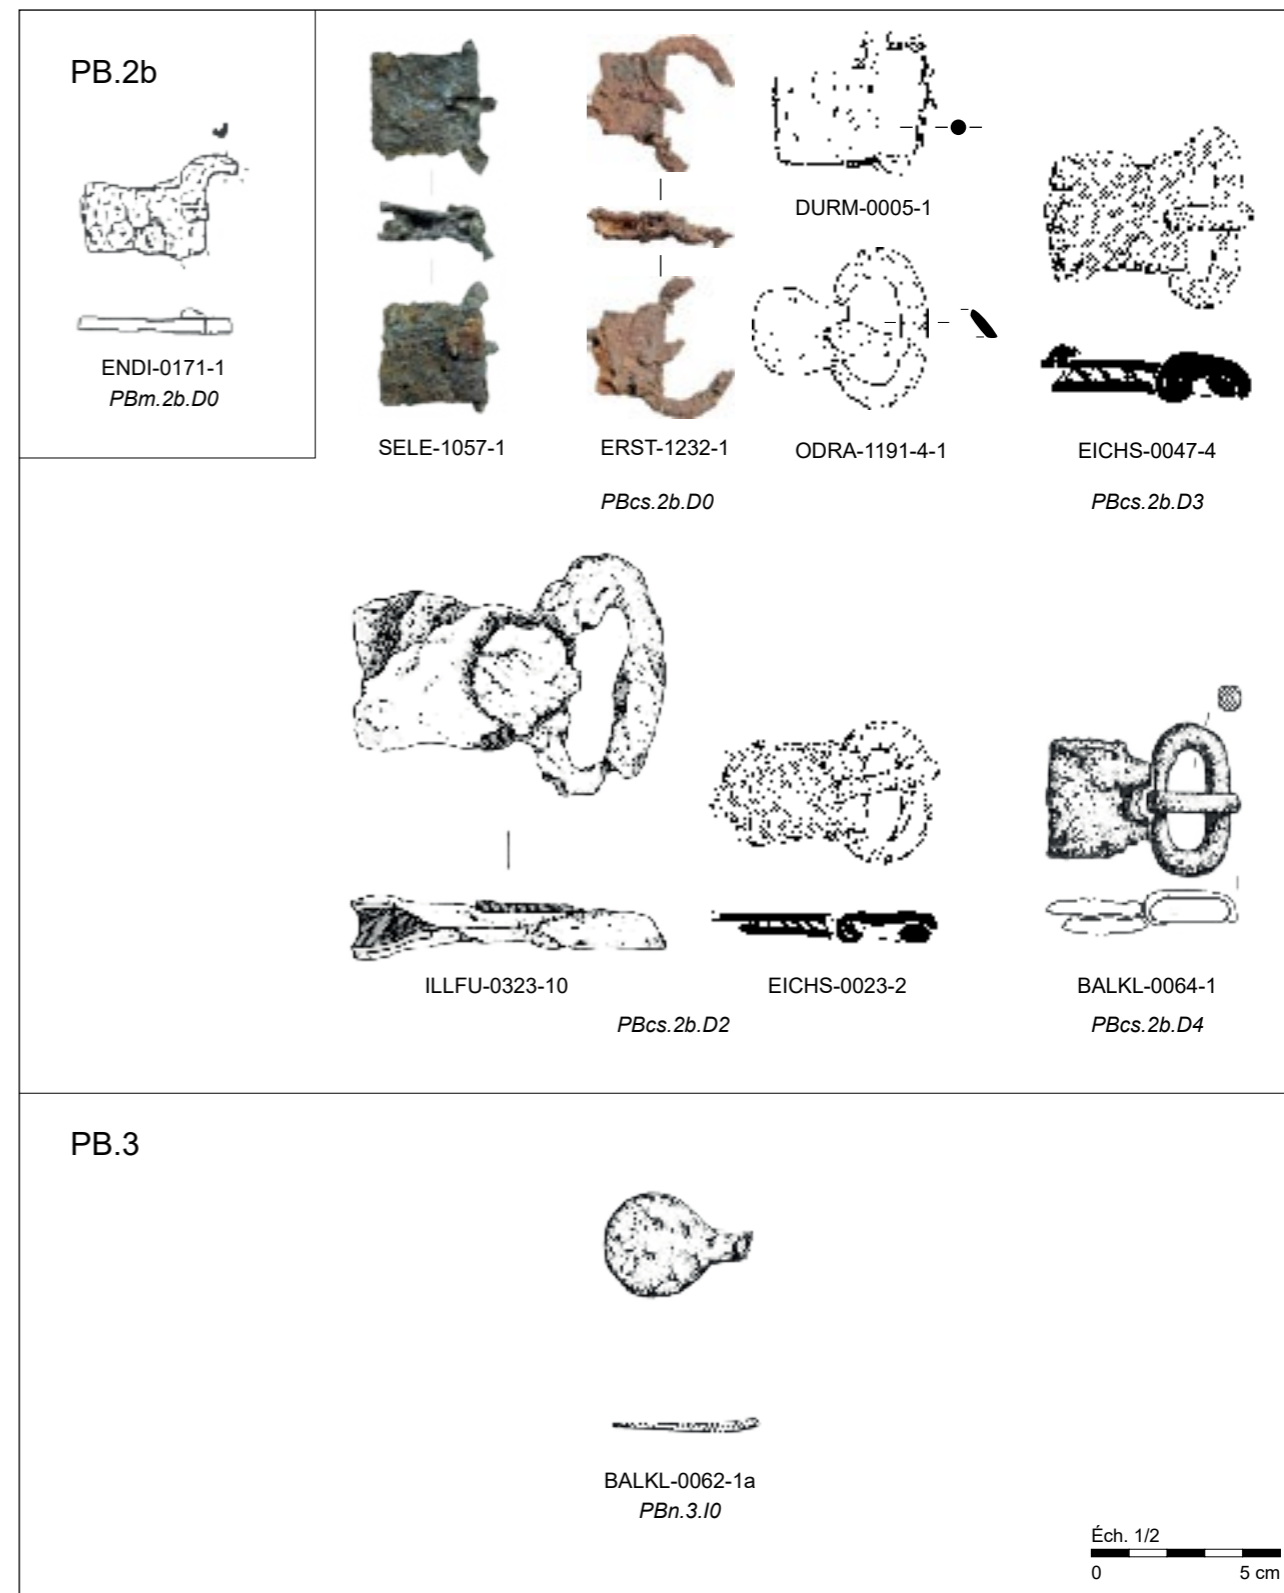 PB.2b
ENDI-0171-1
PBm.2b.D0
SELE-1057-1
ERST-1232-1
DURM-0005-1
ODRA-1191-4-1
EICHS-0047-4
PBcs.2b.D0
PBcs.2b.D3
ILLFU-0323-10
EICHS-0023-2
BALKL-0064-1
PBcs.2b.D2
PBcs.2b.D4
PB.3
BALKL-0062-1a
PBn.3.I0
Éch. 1/2
0 5 cm